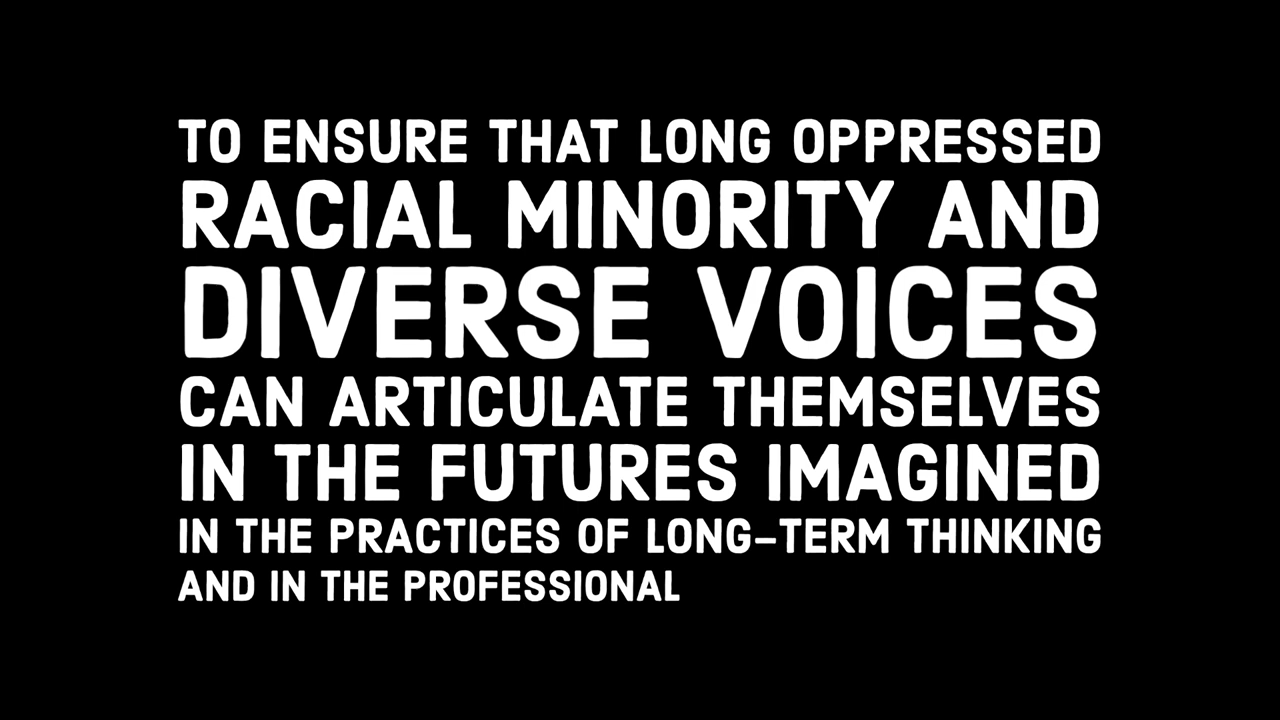 TO ENSURE THAT LONG OPPRESSED
RACIAL MINORITY AND
DIVERSE VOICES
CAN ARTICULATE THEMSELVES
IN THE FUTURES IMAGINED
IN THE PRACTICES OF LONG-TERM THINKING
AND IN THE PROFESSIONAL